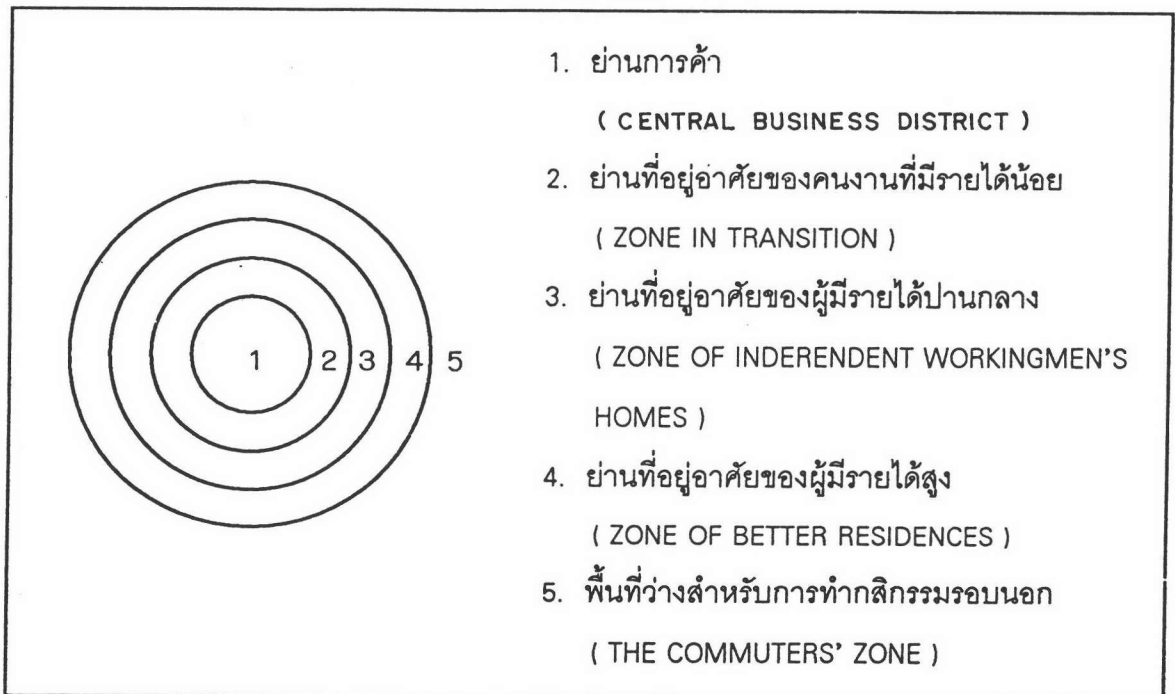 1. ย่านการค้า
( CENTRAL BUSINESS DISTRICT )
2. ย่านที่อยู่อาศัยของคนงานที่มีรายได้น้อย
( ZONE IN TRANSITION )
3. ย่านที่อยู่อาศัยของผู้มีรายได้ปานกลาง
( ZONE OF INDERENDENT WORKINGMEN'S
HOMES )
4. ย่านที่อยู่อาศัยของผู้มีรายได้สูง
( ZONE OF BETTER RESIDENCES )
5. พื้นที่ว่างสำหรับการทำกสิกรรมรอบนอก
( THE COMMUTERS' ZONE )
1 2 3 4 5